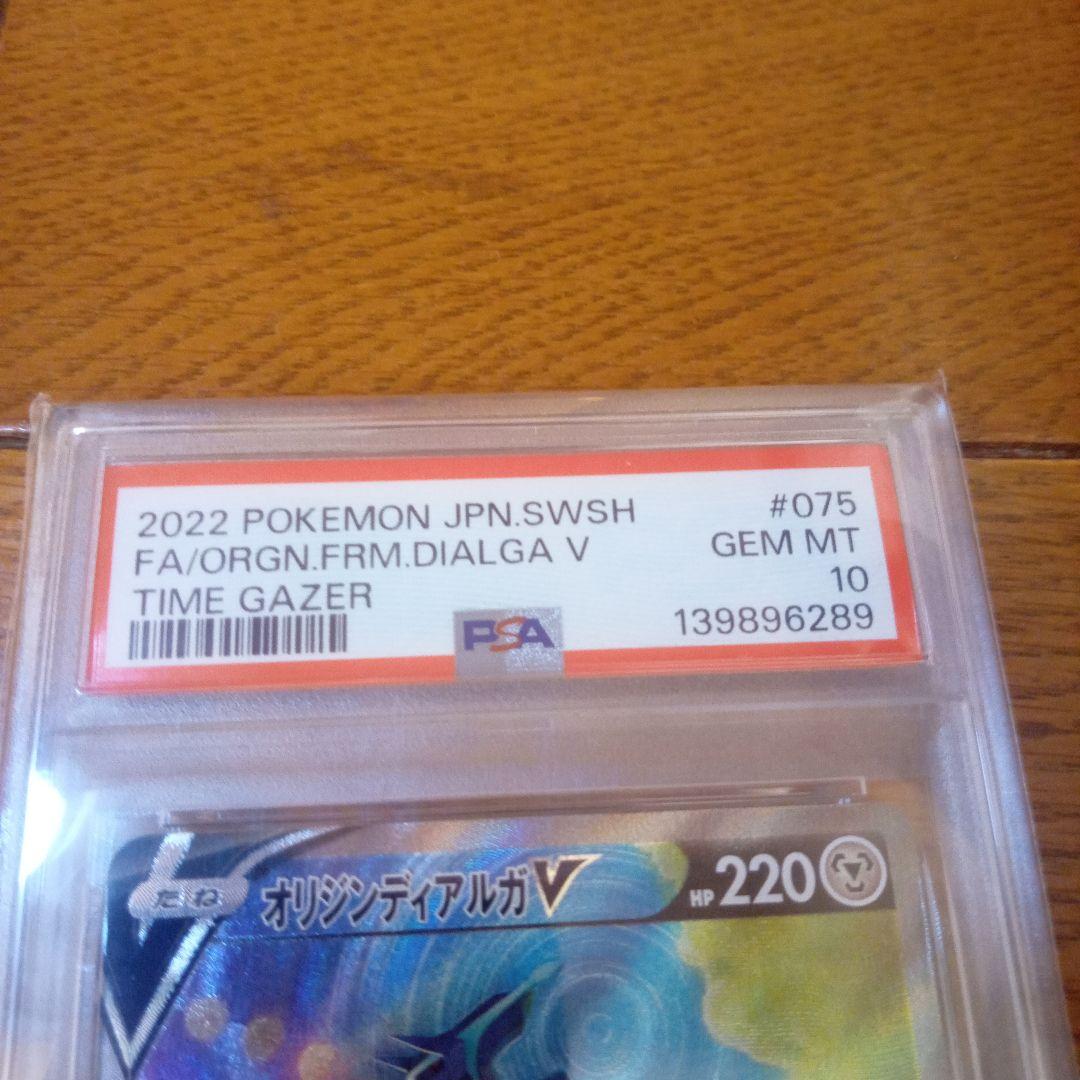 2022 POKEMON JPN.SWSH #075
FA/ORGN.FRM.DIALGA V GEM MT
TIME GAZER 10
PSA 139896289
たね オリジンディアルガV HP 220